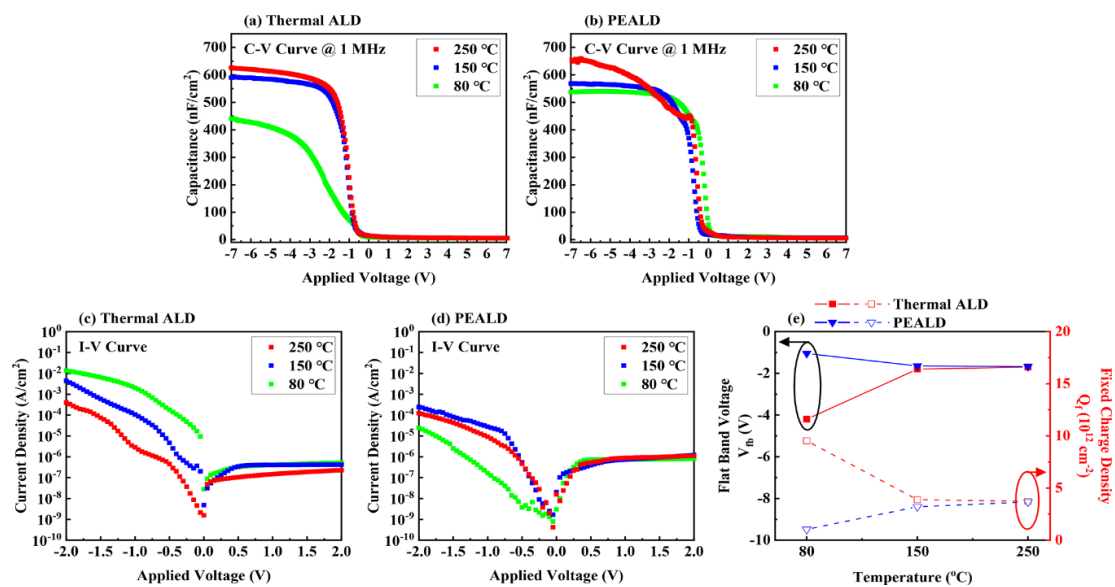 (a) Thermal ALD
C-V Curve @ 1 MHz
250 ℃
150 ℃
80 ℃
700
600
500
400
300
200
100
0
Capacitance (nF/cm²)
-7 -6 -5 -4 -3 -2 -1 0 1 2 3 4 5 6 7
Applied Voltage (V)
(b) PEALD
C-V Curve @ 1 MHz
250 ℃
150 ℃
80 ℃
700
600
500
400
300
200
100
0
Capacitance (nF/cm²)
-7 -6 -5 -4 -3 -2 -1 0 1 2 3 4 5 6 7
Applied Voltage (V)
(c) Thermal ALD
I-V Curve
250 ℃
150 ℃
80 ℃
10⁰
10⁻¹
10⁻²
10⁻³
10⁻⁴
10⁻⁵
10⁻⁶
10⁻⁷
10⁻⁸
10⁻⁹
10⁻¹⁰
Current Density (A/cm²)
-2.0 -1.5 -1.0 -0.5 0.0 0.5 1.0 1.5 2.0
Applied Voltage (V)
(d) PEALD
I-V Curve
250 ℃
150 ℃
80 ℃
10⁰
10⁻¹
10⁻²
10⁻³
10⁻⁴
10⁻⁵
10⁻⁶
10⁻⁷
10⁻⁸
10⁻⁹
10⁻¹⁰
Current Density (A/cm²)
-2.0 -1.5 -1.0 -0.5 0.0 0.5 1.0 1.5 2.0
Applied Voltage (V)
Thermal ALD
PEALD
(e)
0
-2
-4
-6
-8
-10
Flat Band Voltage
V_fb (V)
20
15
10
5
0
Fixed Charge Density
Q_f (10¹² cm⁻²)
80 150 250
Temperature (°C)